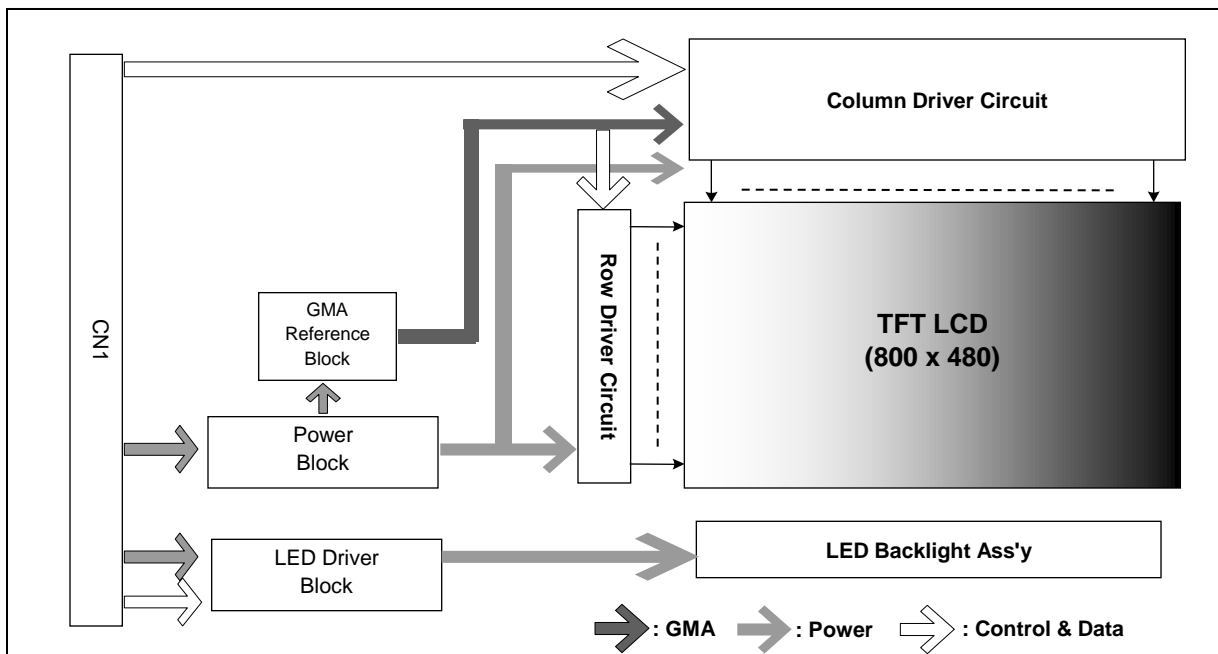 Column Driver Circuit
CN1
Row Driver Circuit
GMA
Reference
Block
TFT LCD
(800 x 480)
Power
Block
LED Driver
Block
LED Backlight Ass'y
: GMA
: Power
: Control & Data